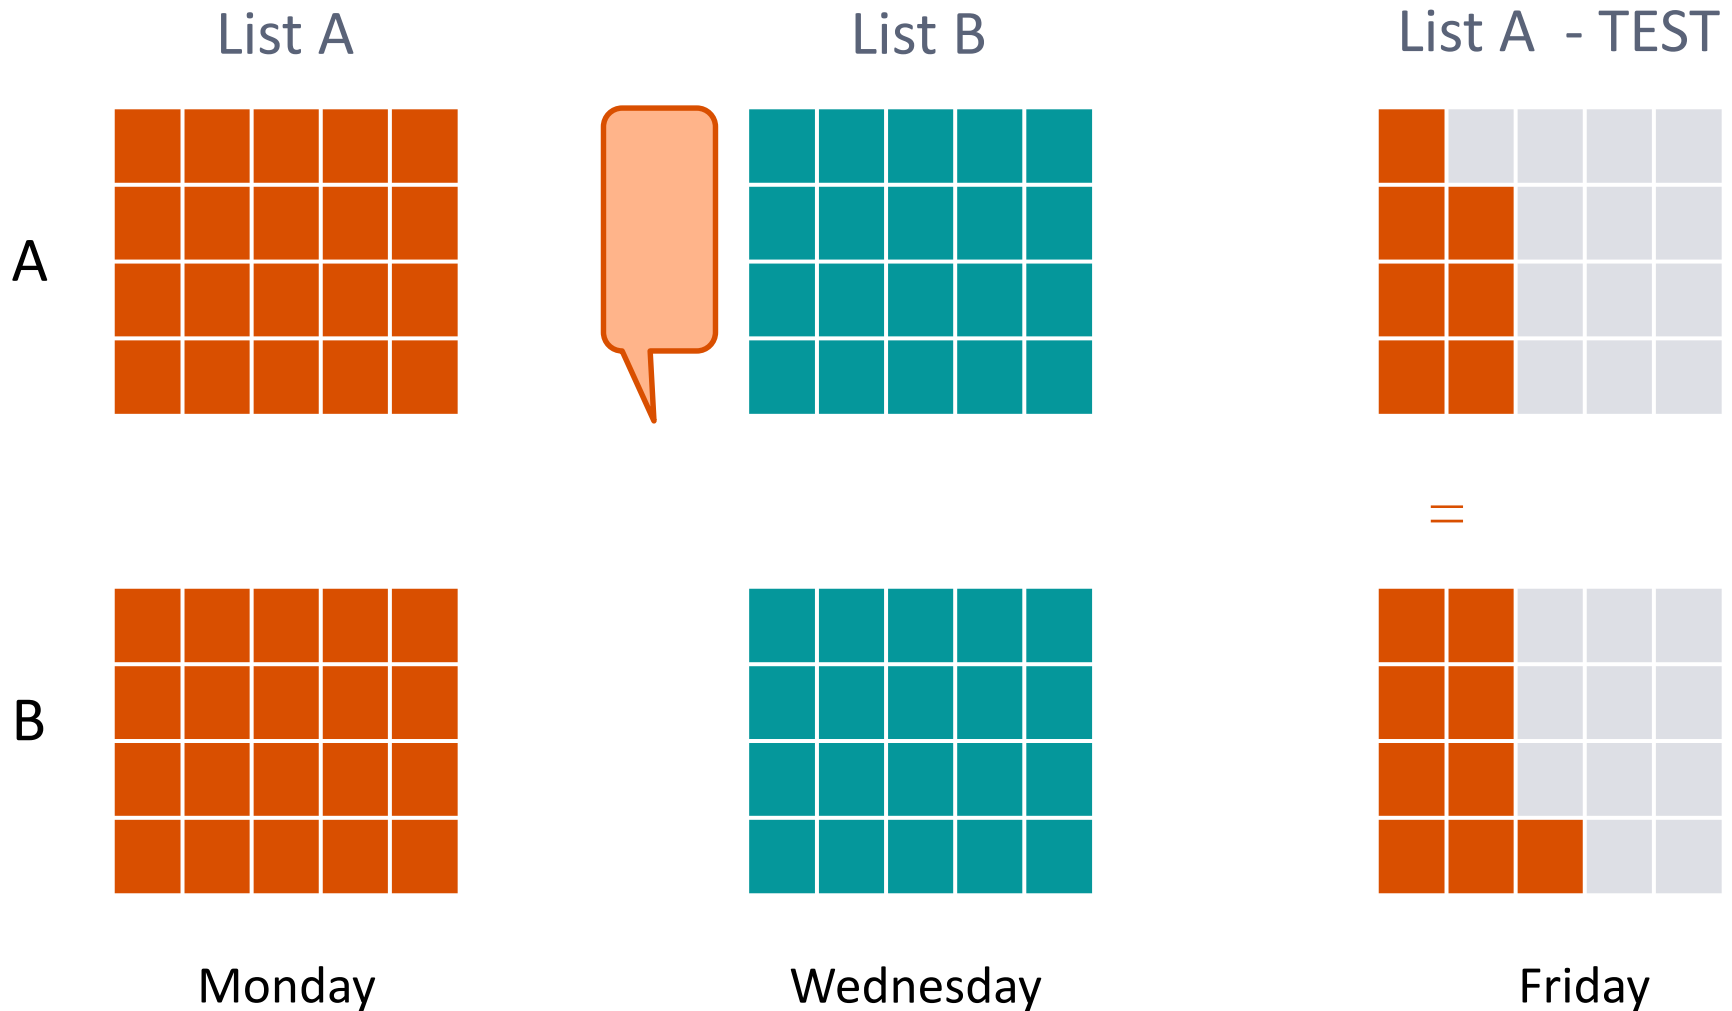 List A
List B
List A - TEST
A
=
B
Monday
Wednesday
Friday